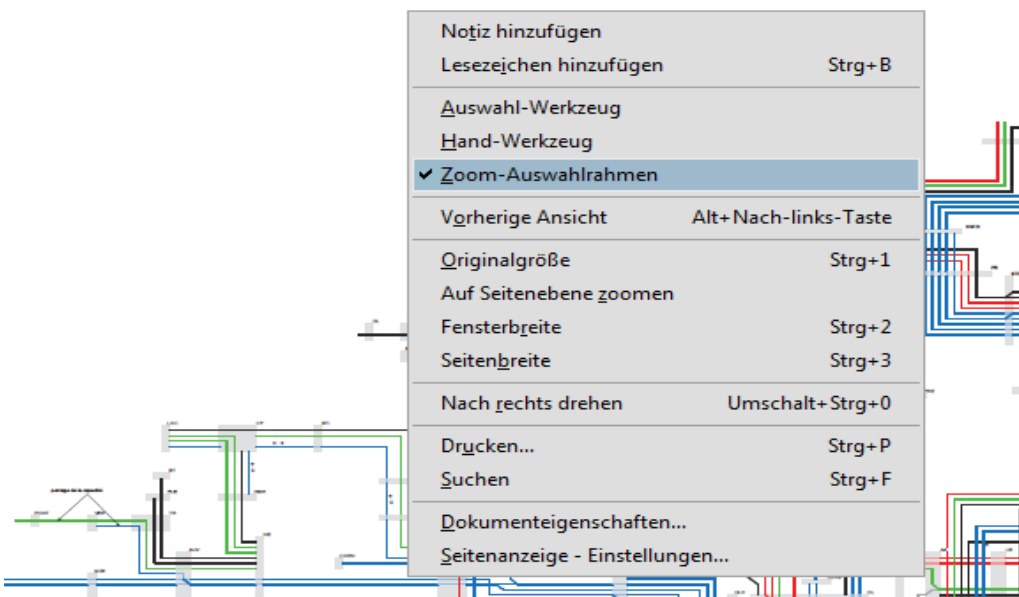 Notiz hinzufügen
Lesezeichen hinzufügen Strg+B
Auswahl-Werkzeug
Hand-Werkzeug
Zoom-Auswahlrahmen
Vorherige Ansicht Alt+Nach-links-Taste
Originalgröße Strg+1
Auf Seitenebene zoomen
Fensterbreite Strg+2
Seitenbreite Strg+3
Nach rechts drehen Umschalt+Strg+0
Drucken... Strg+P
Suchen Strg+F
Dokumenteigenschaften...
Seitenanzeige - Einstellungen...